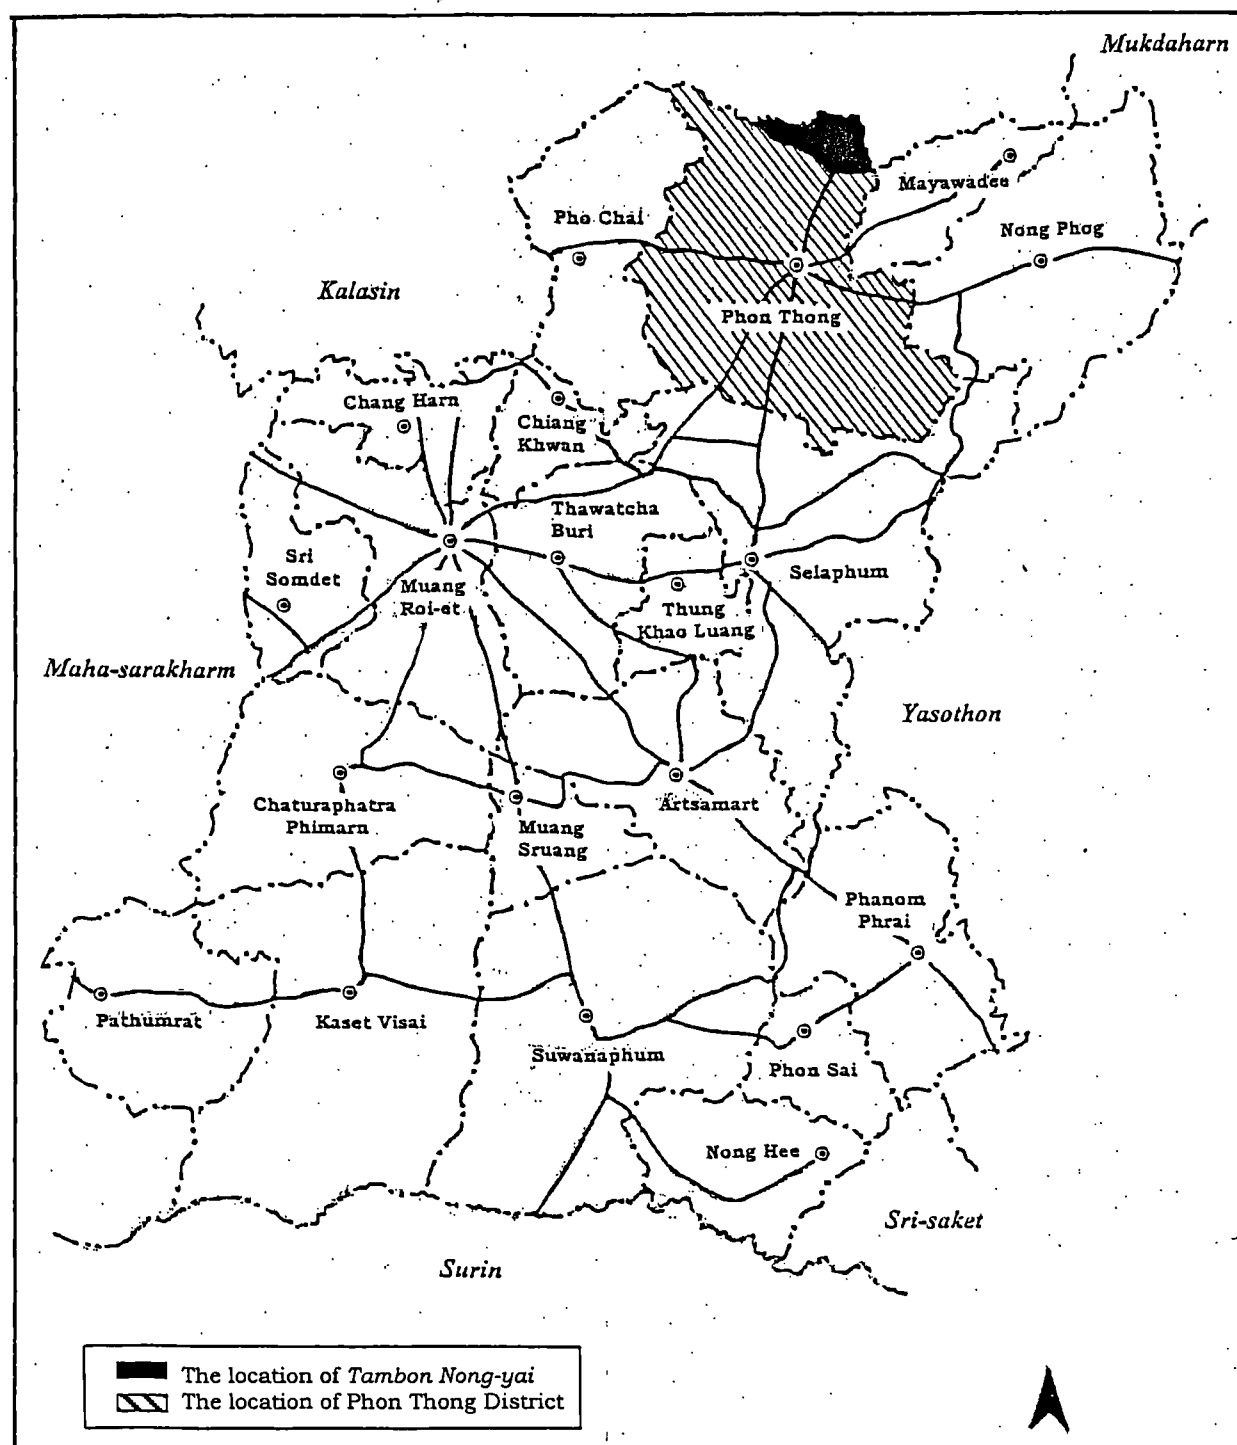 Mukdaharn
Mayawadee
Pho Chai
Nong Phog
Kalasin
Phon Thong
Chang Harn
Chiang
Khwan
Thawatcha
Buri
Sri
Somdet
Muang
Roi-et
Selaphum
Thung
Khao Luang
Maha-sarakharm
Yasothon
Chaturaphatra
Phimarn
Artsamart
Muang
Sruang
Phanom
Phrai
Pathumrat
Kaset Visai
Suwanaphum
Phon Sai
Nong Hee
Sri-saket
Surin
The location of Tambon Nong-yai
The location of Phon Thong District